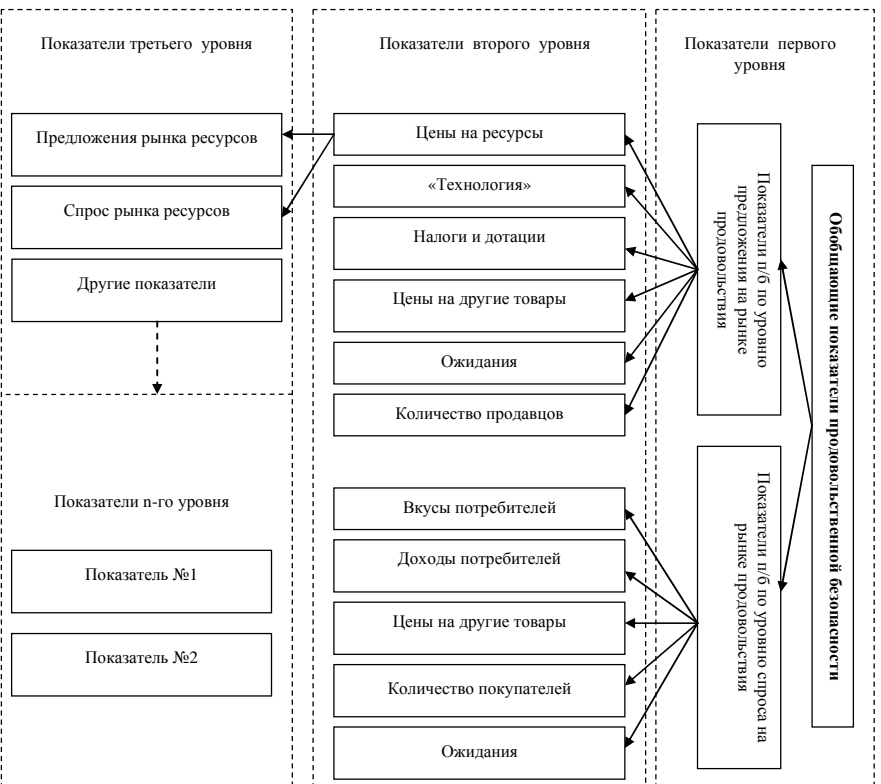 Показатели третьего уровня
Предложения рынка ресурсов
Спрос рынка ресурсов
Другие показатели
Показатели n-го уровня
Показатель №1
Показатель №2
Показатели второго уровня
Цены на ресурсы
«Технология»
Налоги и дотации
Цены на другие товары
Ожидания
Количество продавцов
Вкусы потребителей
Доходы потребителей
Цены на другие товары
Количество покупателей
Ожидания
Показатели первого
уровня
Показатели п/б по уровню
предложения на рынке
продовольствия
Показатели п/б по уровню спроса на
рынке продовольствия
Обобщающие показатели продовольственной безопасности